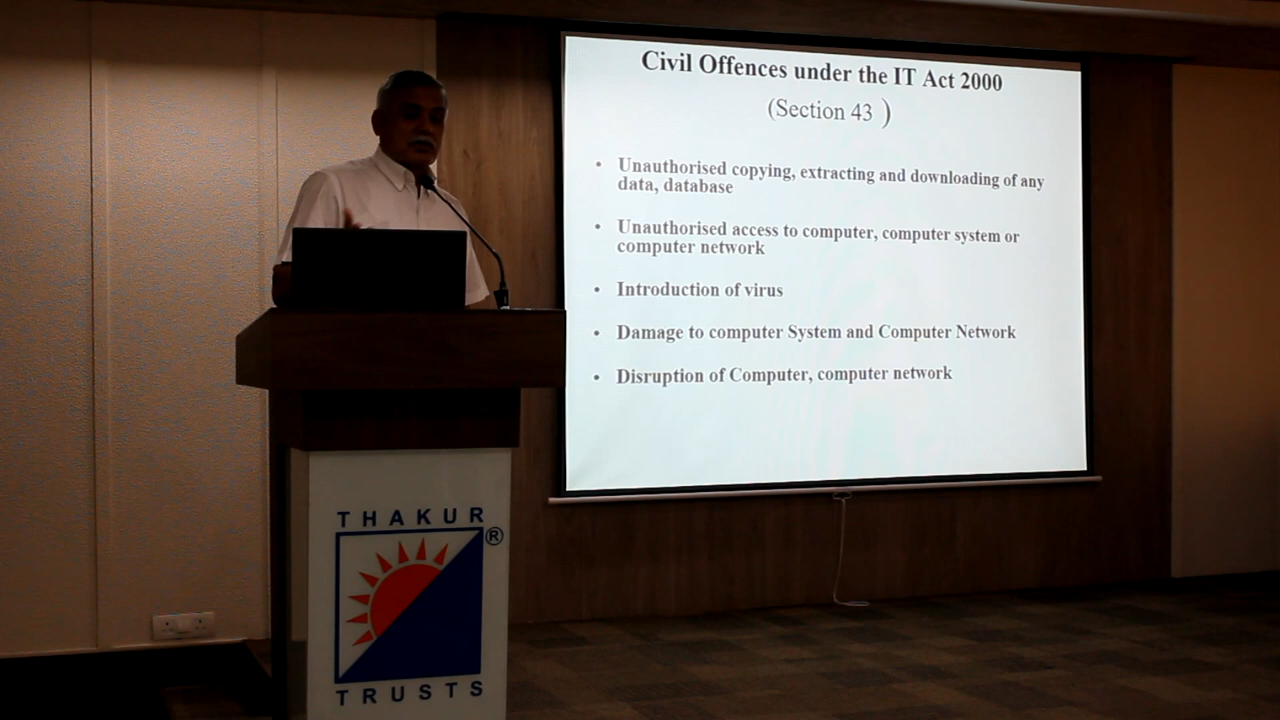 Civil Offences under the IT Act 2000
(Section 43 )
• Unauthorised copying, extracting and downloading of any
data, database
• Unauthorised access to computer, computer system or
computer network
• Introduction of virus
• Damage to computer System and Computer Network
• Disruption of Computer, computer network
THAKUR
®
TRUSTS